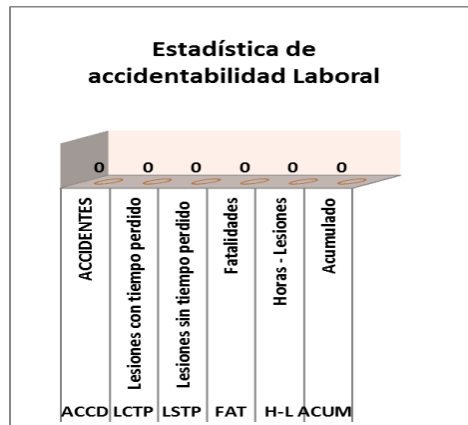 Estadística de
accidentabilidad Laboral
0 0 0 0 0 0
ACCIDENTES
Lesiones con tiempo perdido
Lesiones sin tiempo perdido
Fatalidades
Horas - Lesiones
Acumulado
ACCD LCTP LSTP FAT H-L ACUM